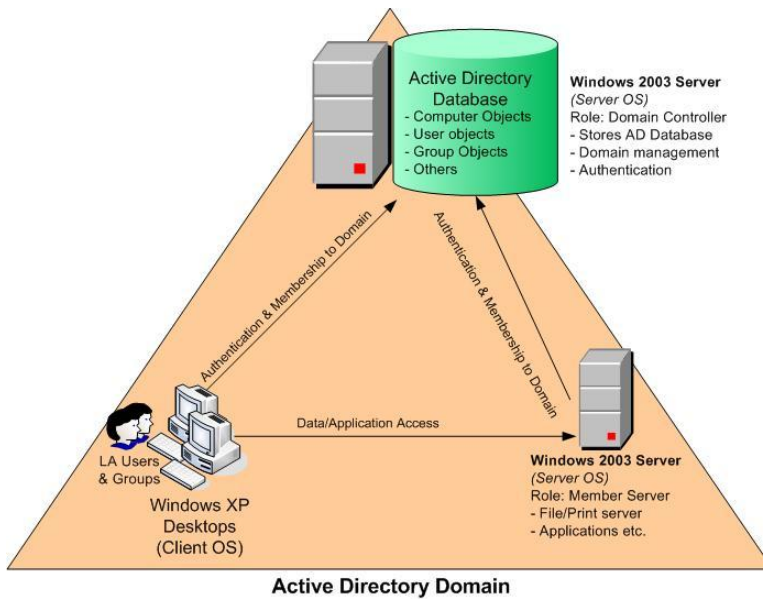 Active Directory
Database
- Computer Objects
- User objects
- Group Objects
- Others
Windows 2003 Server
(Server OS)
Role: Domain Controller
- Stores AD Database
- Domain management
- Authentication
Authentication & Membership to Domain
Authentication & Membership to Domain
Data/Application Access
LA Users
& Groups
Windows XP
Desktops
(Client OS)
Windows 2003 Server
(Server OS)
Role: Member Server
- File/Print server
- Applications etc.
Active Directory Domain